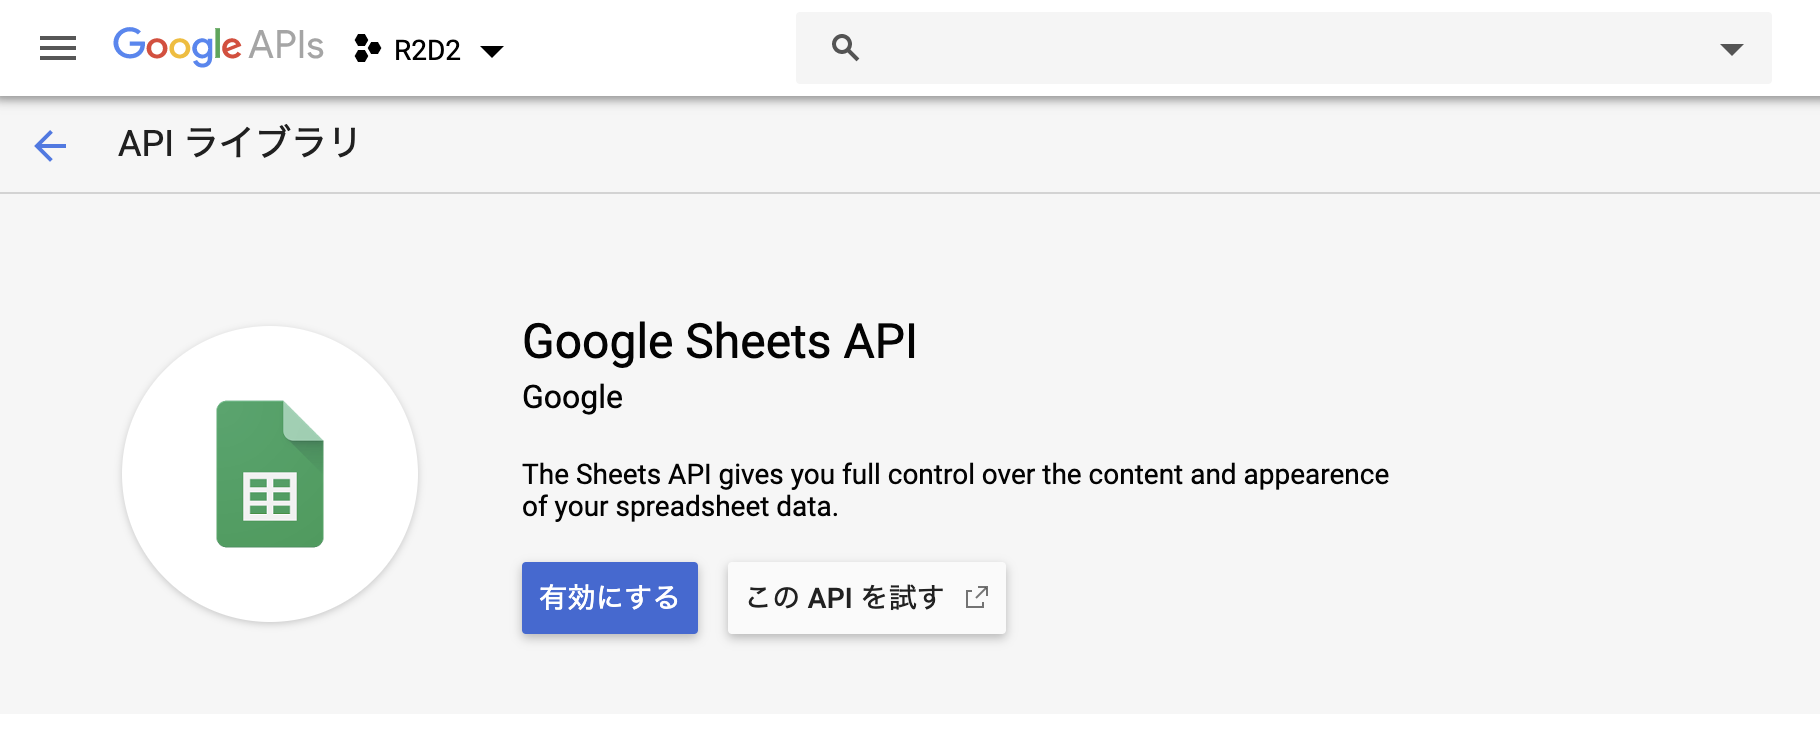 Google APIs R2D2
API ライブラリ
Google Sheets API
Google
The Sheets API gives you full control over the content and appearence
of your spreadsheet data.
有効にする この API を試す